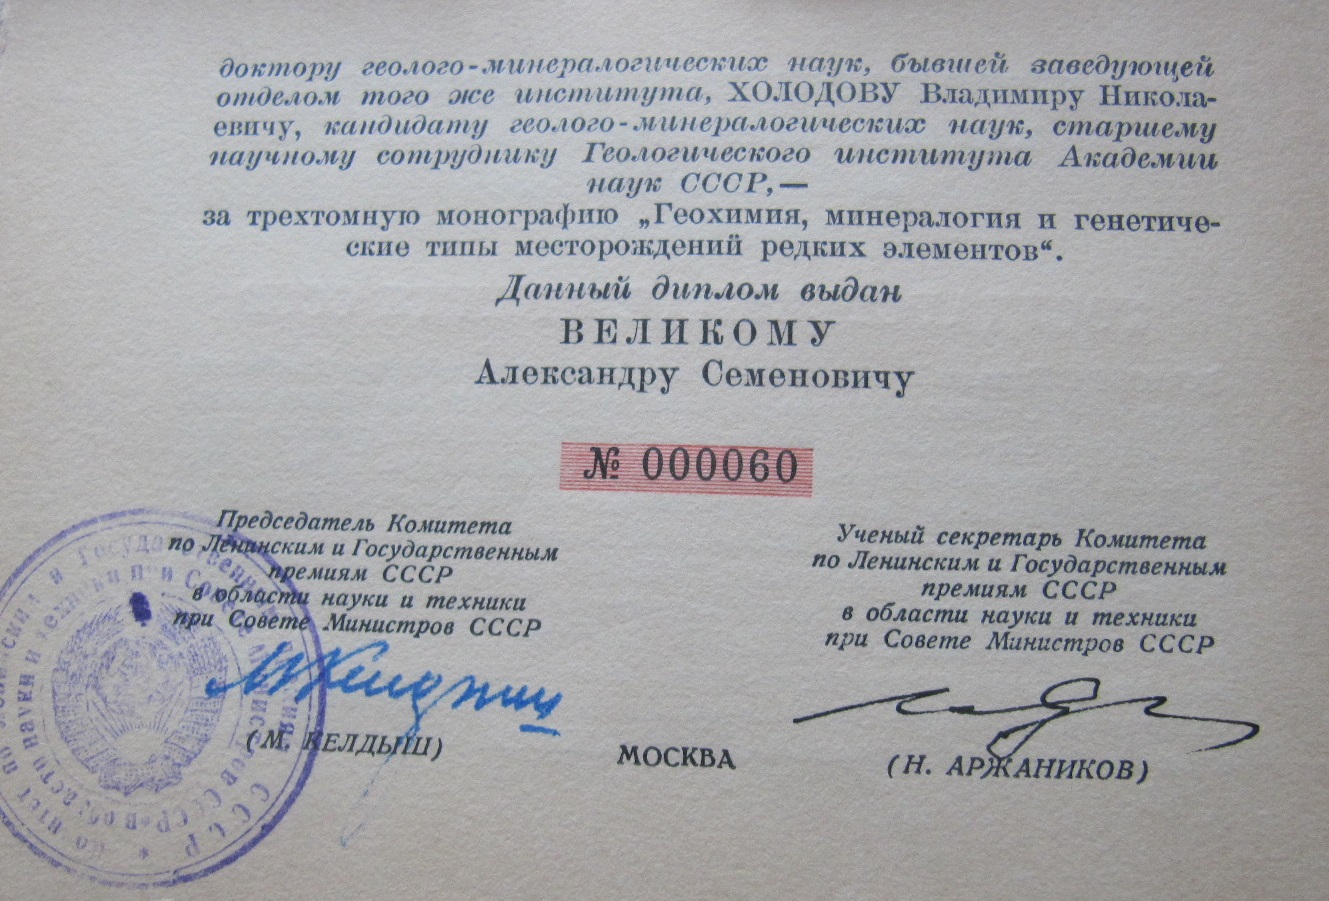 доктору геолого-минералогических наук, бывшей заведующей
отделом того же института, ХОЛОДОВУ Владимиру Никола-
евичу, кандидату геолого-минералогических наук, старшему
научному сотруднику Геологического института Академии
наук СССР,—
за трехтомную монографию „Геохимия, минералогия и генетиче-
ские типы месторождений редких элементов“.
Данный диплом выдан
ВЕЛИКОМУ
Александру Семеновичу
№ 000060
Председатель Комитета
по Ленинским и Государственным
премиям СССР
в области науки и техники
при Совете Министров СССР
(М. КЕЛДЫШ)
МОСКВА
Ученый секретарь Комитета
по Ленинским и Государственным
премиям СССР
в области науки и техники
при Совете Министров СССР
(Н. АРЖАНИКОВ)